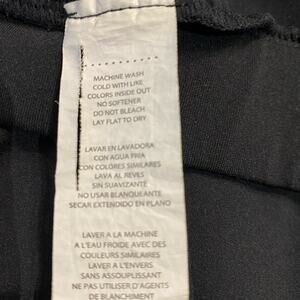 MACHINE WASH
COLD WITH LIKE
COLORS INSIDE OUT
NO SOFTENER
DO NOT BLEACH
LAY FLAT TO DRY
LAVAR EN LAVADORA
CON AGUA FRIA
CON COLORES SIMILARES
LAVA AL REVES
SIN SUAVIZANTE
NO USAR BLANQUEANTE
SECAR EXTENDIDO EN PLANO
LAVER A LA MACHINE
A L'EAU FROIDE AVEC DES
COULEURS SIMILAIRES
LAVER A L'ENVERS
SANS ASSOUPLISSANT
NE PAS UTILISER D'AGENTS
DE BLANCHIMENT